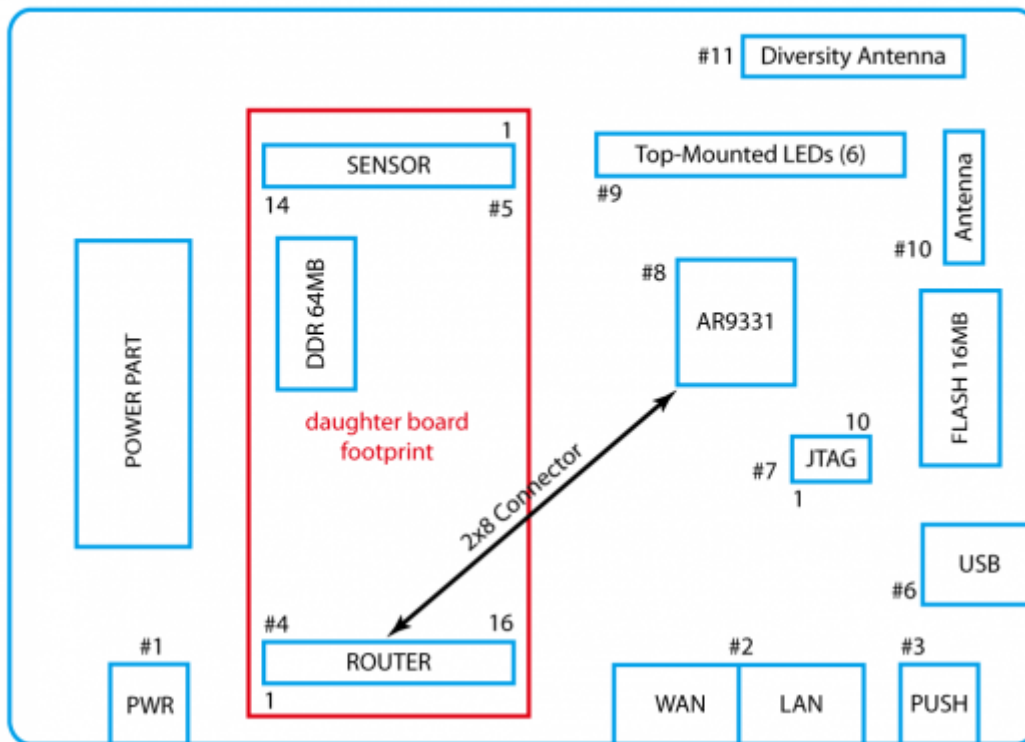 #11 Diversity Antenna
1
SENSOR
14
#5
Top-Mounted LEDs (6)
#9
Antenna
#10
POWER PART
DDR 64MB
#8
AR9331
FLASH 16MB
daughter board
footprint
2x8 Connector
10
#7 JTAG
1
USB
#6
#4
16
ROUTER
1
#1
PWR
#2
WAN
LAN
#3
PUSH